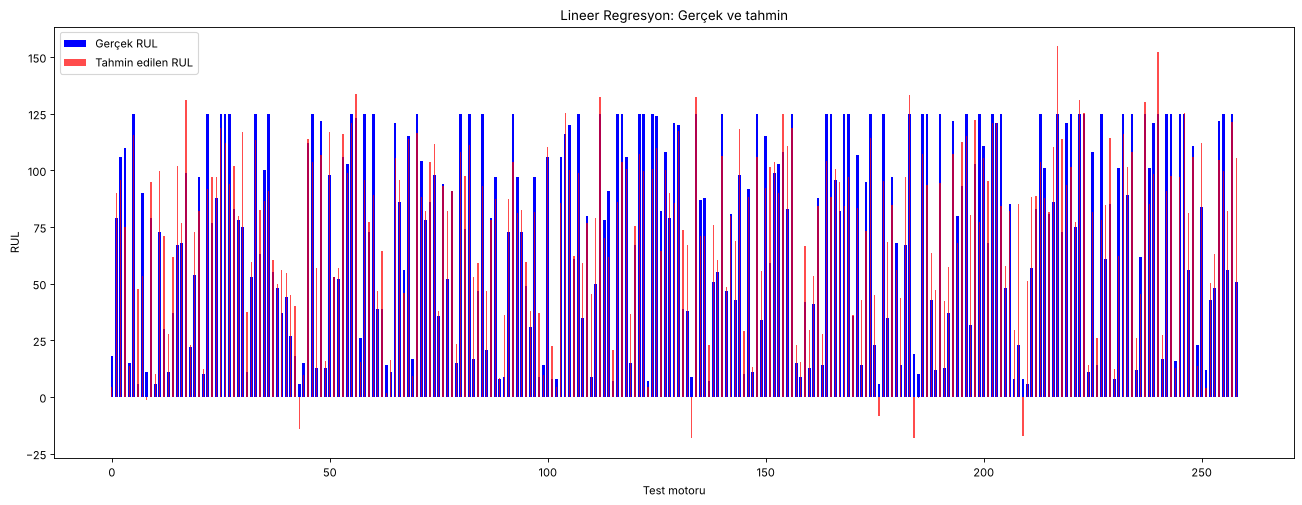 Lineer Regresyon: Gerçek ve tahmin
Gerçek RUL
Tahmin edilen RUL
150
125
100
75
50
25
0
−25
RUL
0 50 100 150 200 250
Test motoru